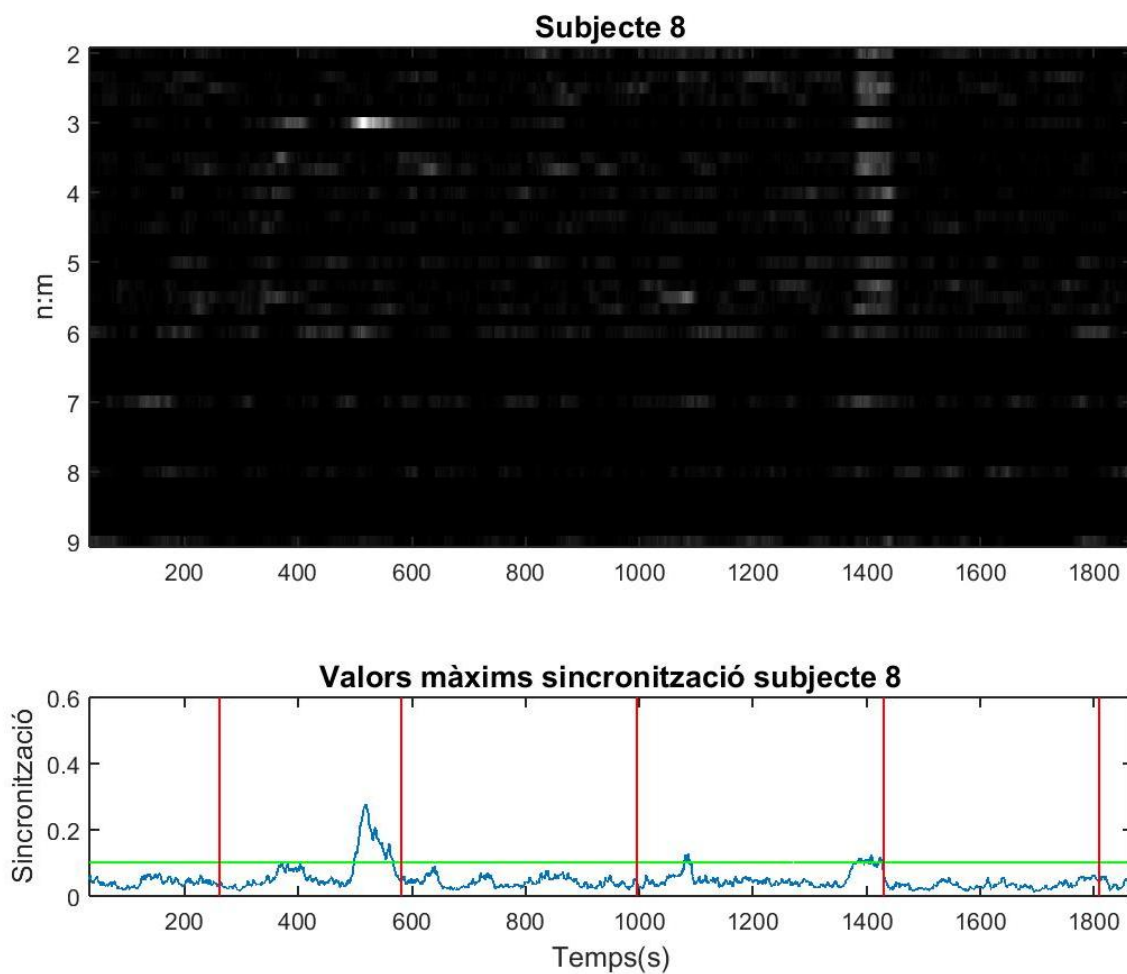 Subjecte 8
2
3
4
5
6
7
8
9
n:m
200 400 600 800 1000 1200 1400 1600 1800
Valors màxims sincronització subjecte 8
0.6
0.4
0.2
0
Sincronització
200 400 600 800 1000 1200 1400 1600 1800
Temps(s)